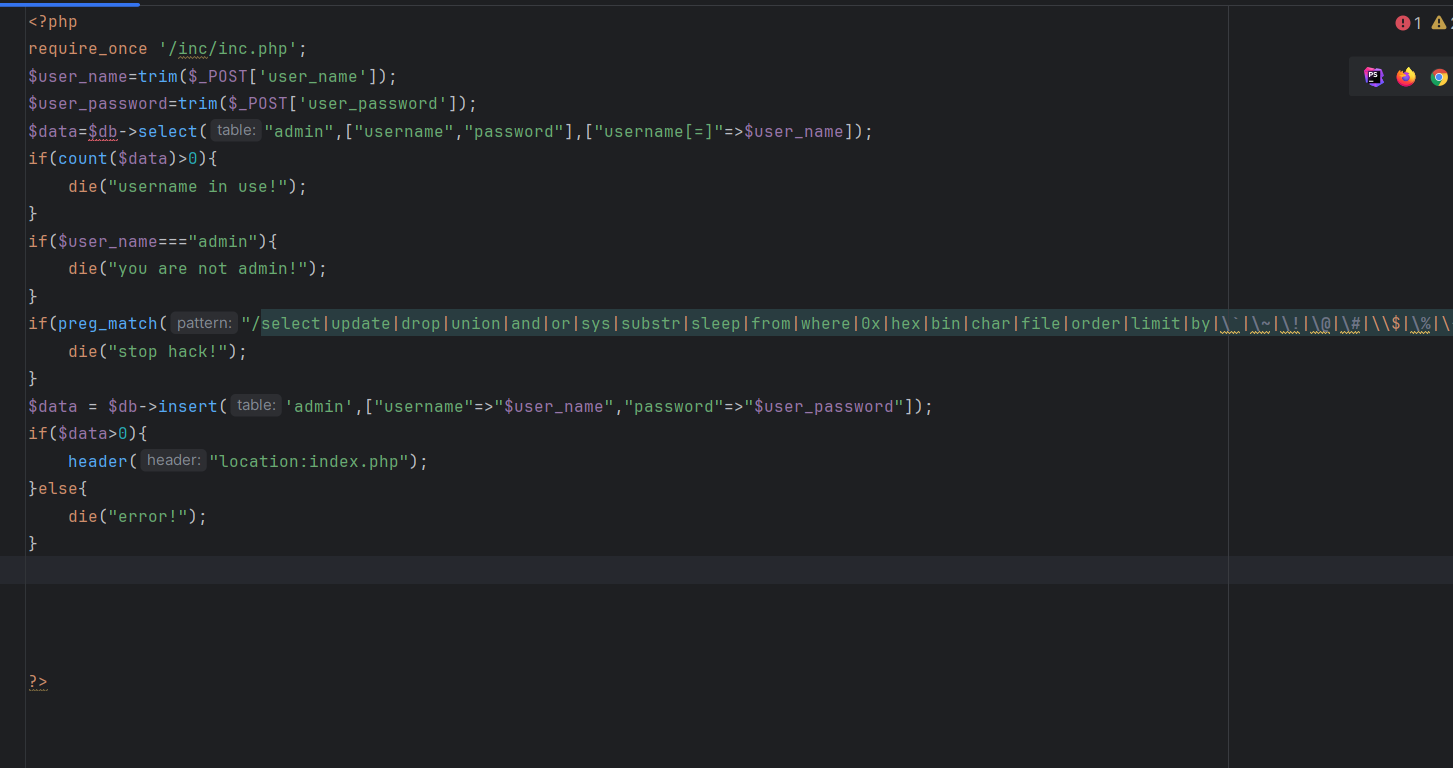 <?php
require_once '/inc/inc.php';
$user_name=trim($_POST['user_name']);
$user_password=trim($_POST['user_password']);
$data=$db->select( table: "admin",["username","password"],["username[=]"=>$user_name]);
if(count($data)>0){
    die("username in use!");
}
if($user_name==="admin"){
    die("you are not admin!");
}
if(preg_match( pattern: "/select|update|drop|union|and|or|sys|substr|sleep|from|where|0x|hex|bin|char|file|order|limit|by|\`|\~|\!|\@|\#|\\$|\%|\
    die("stop hack!");
}
$data = $db->insert( table: 'admin',["username"=>"$user_name","password"=>"$user_password"]);
if($data>0){
    header( header: "location:index.php");
}else{
    die("error!");
}
?>
1
PS